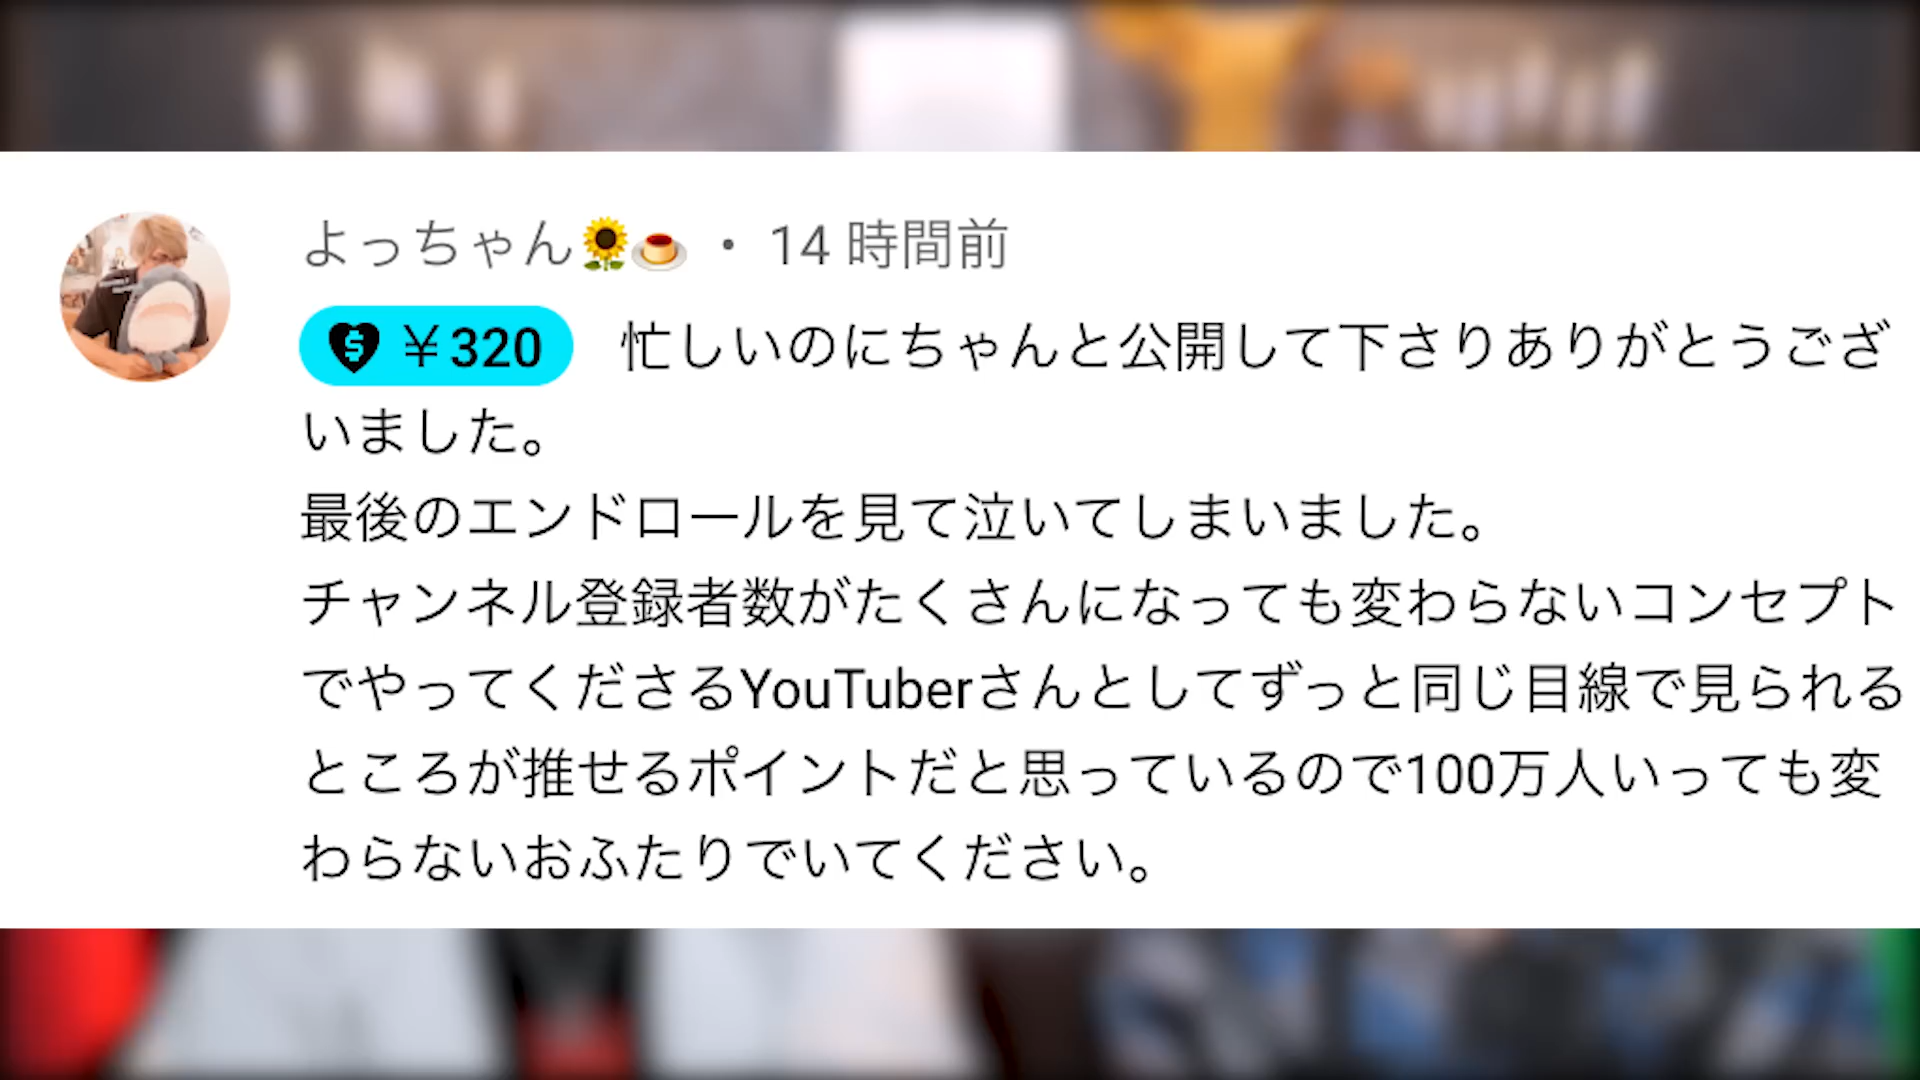 よっちゃん🌻🍮 • 14 時間前
￥320 忙しいのにちゃんと公開して下さりありがとうござ
いました。
最後のエンドロールを見て泣いてしまいました。
チャンネル登録者数がたくさんになっても変わらないコンセプト
でやってくださるYouTuberさんとしてずっと同じ目線で見られる
ところが推せるポイントだと思っているので100万人いっても変
わらないおふたりでいてください。